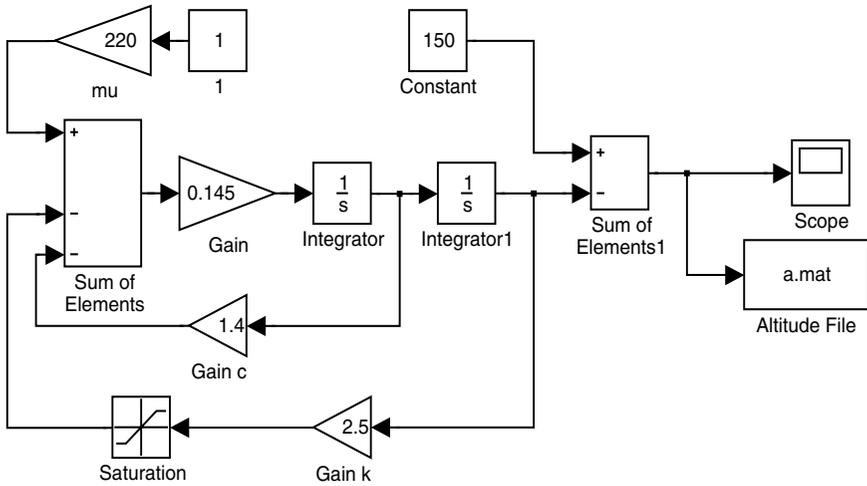 220
1
mu
1
150
Constant
+
−
−
Sum of
Elements
0.145
Gain
1
s
Integrator
1
s
Integrator1
+
−
Sum of
Elements1
Scope
a.mat
Altitude File
1.4
Gain c
Saturation
2.5
Gain k